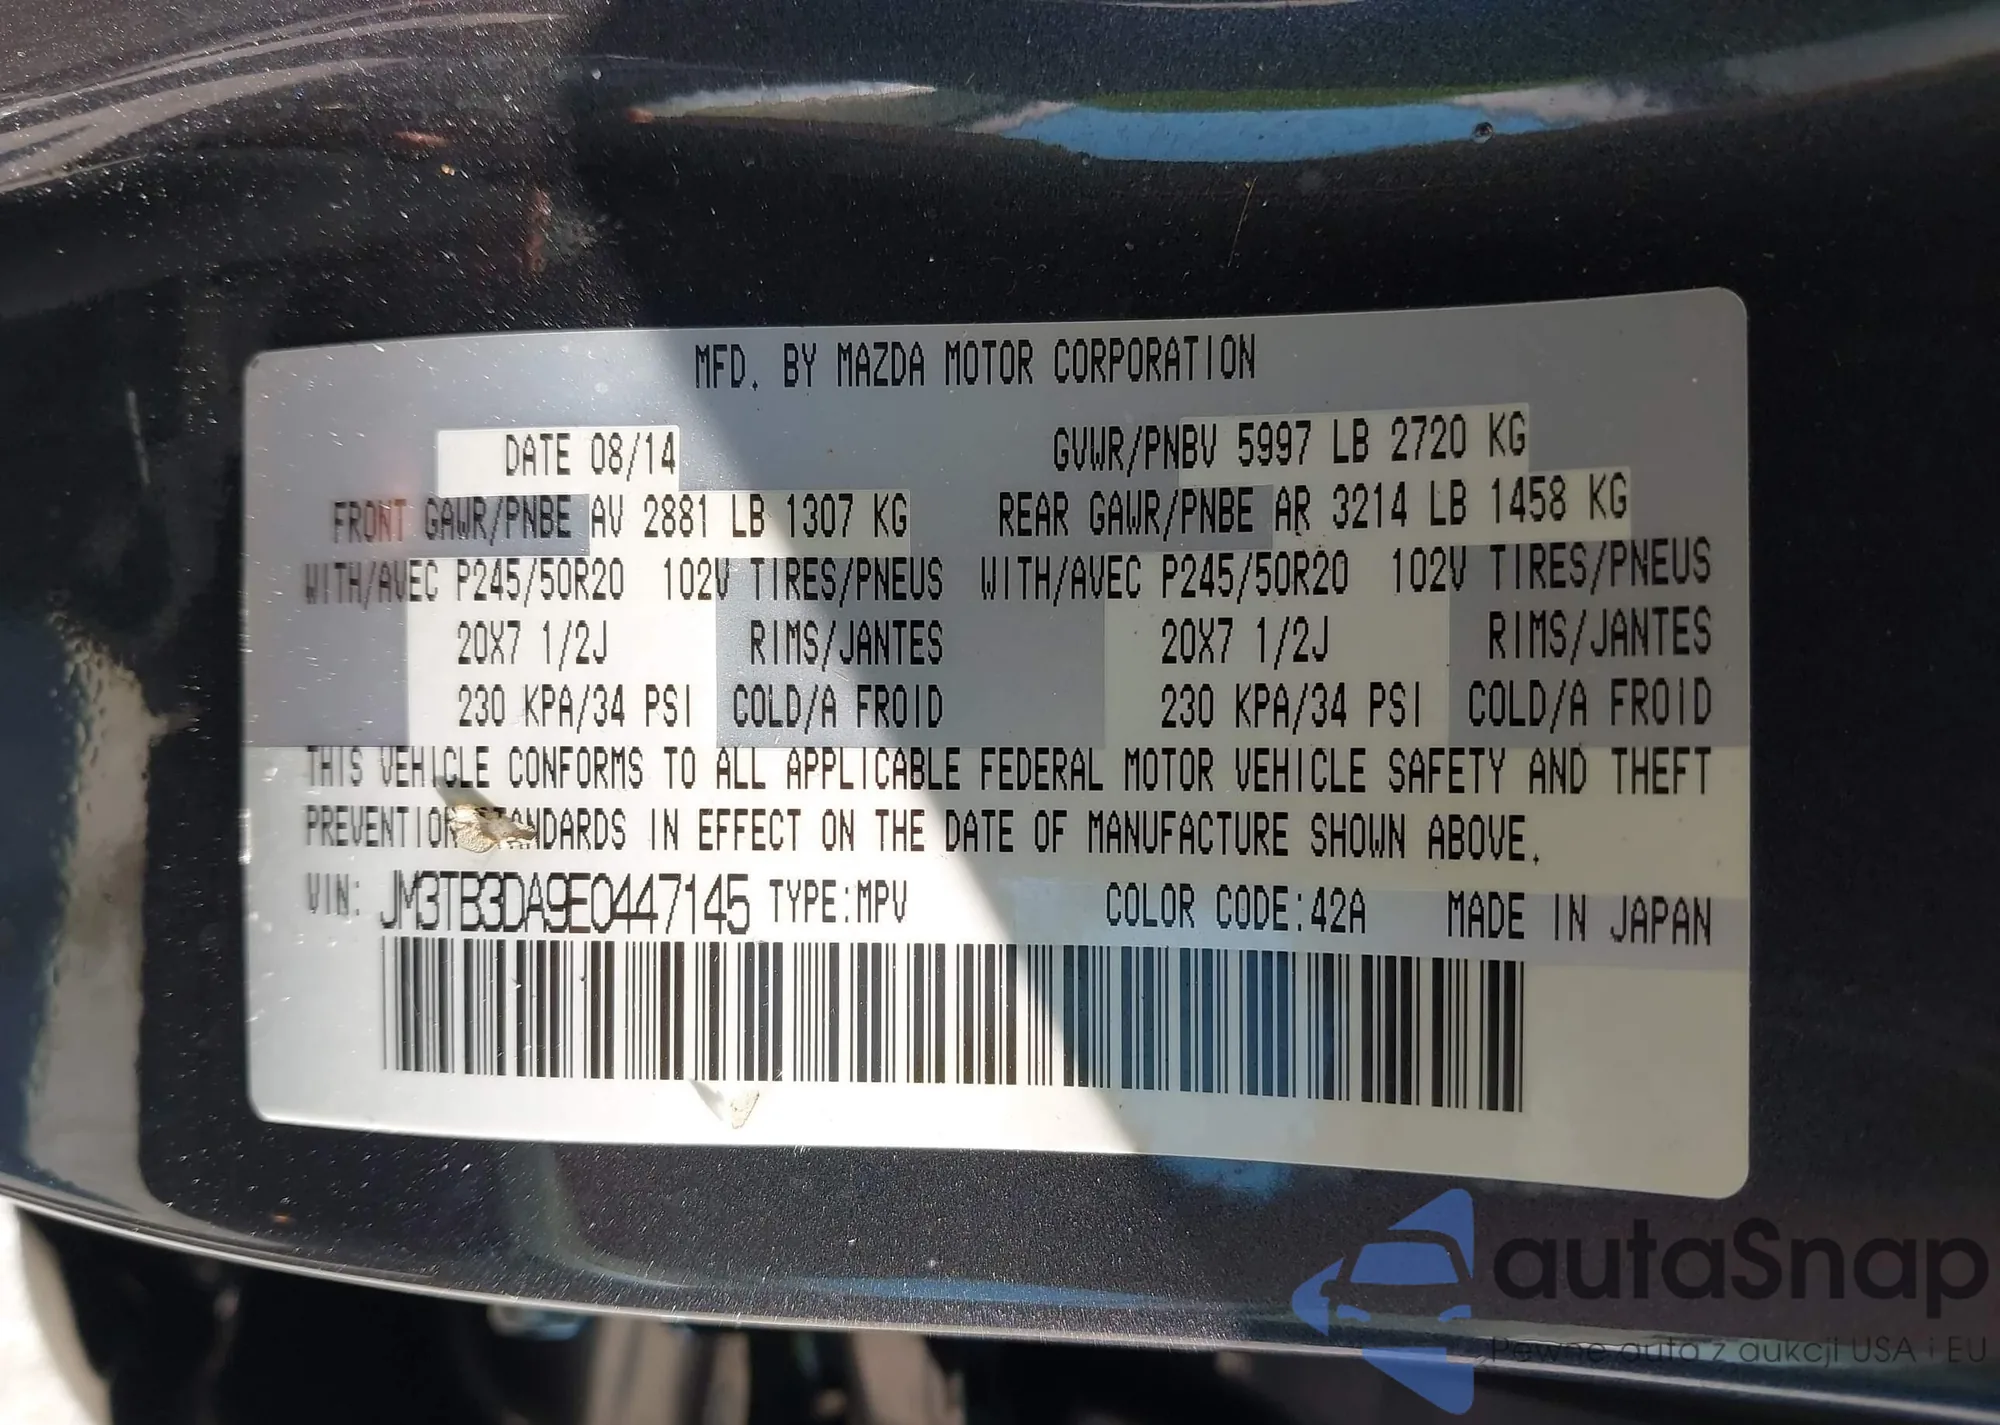 MFD. BY MAZDA MOTOR CORPORATION
DATE 08/14 GVWR/PNBV 5997 LB 2720 KG
FRONT GAWR/PNBE AV 2881 LB 1307 KG REAR GAWR/PNBE AR 3214 LB 1458 KG
WITH/AVEC P245/50R20 102V TIRES/PNEUS WITH/AVEC P245/50R20 102V TIRES/PNEUS
20X7 1/2J RIMS/JANTES 20X7 1/2J RIMS/JANTES
230 KPA/34 PSI COLD/A FROID 230 KPA/34 PSI COLD/A FROID
THIS VEHICLE CONFORMS TO ALL APPLICABLE FEDERAL MOTOR VEHICLE SAFETY AND THEFT
PREVENTION STANDARDS IN EFFECT ON THE DATE OF MANUFACTURE SHOWN ABOVE.
VIN: JM3TB3DA9E0447145 TYPE:MPV COLOR CODE:42A MADE IN JAPAN
autaSnap
Pewne auto z aukcji USA i EU